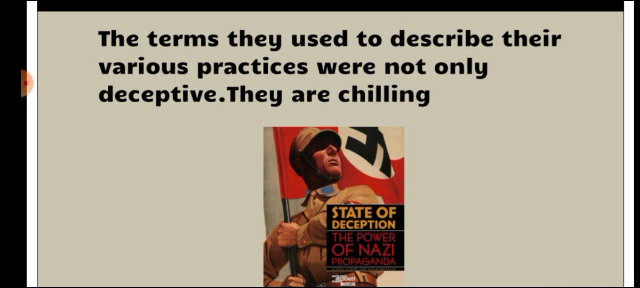 The terms they used to describe their
various practices were not only
deceptive.They are chilling
STATE OF
DECEPTION
THE POWER
OF NAZI
PROPAGANDA
MUSEUM